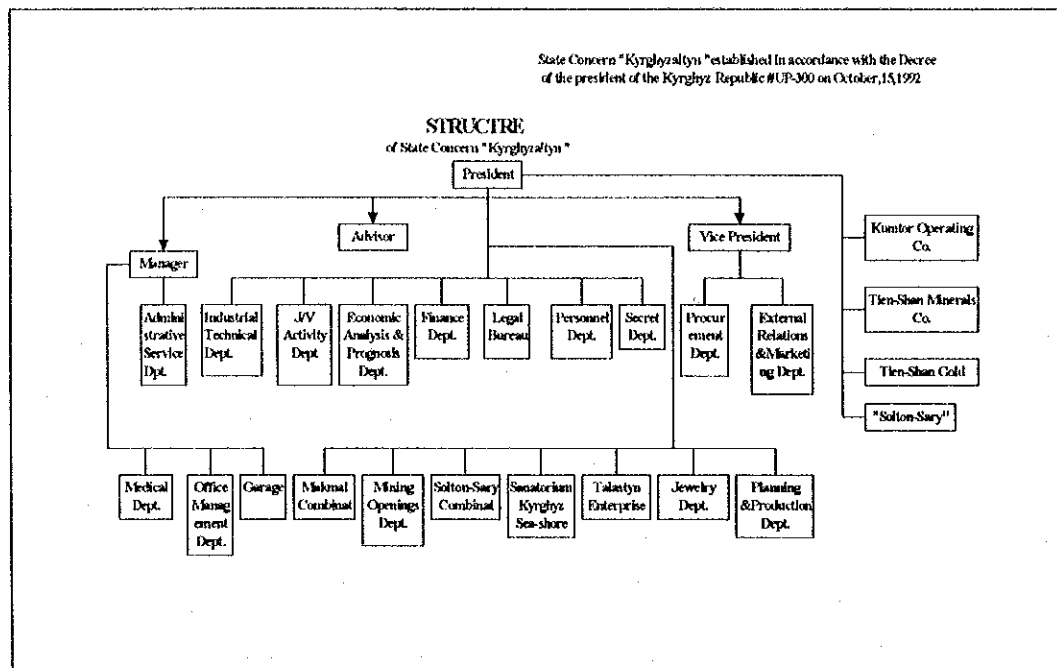 State Concern "Kyrghyzaltyn "established In accordance with the Decree
of the president of the Kyrghyz Republic #UP-300 on October,15,1992
STRUCTRE
of State Concern "Kyrghyzaltyn "
President
Advisor
Vice President
Manager
Kumtor Operating
Co.
Tien-Shan Minerals
Co.
Tien-Shan Gold
"Solton-Sary"
Admini
strative
Service
Dpt.
Industrial
Technical
Dept.
J/V
Activity
Dept
Economic
Analysis &
Prognosis
Dept.
Finance
Dept.
Legal
Bureau
Personnel
Dept.
Secret
Dept.
Procure
ment
Dept.
External
Relations
&Marketi
ng Dept.
Medical
Dept.
Office
Manag
ement
Dept.
Garage
Makmal
Combinat
Mining
Openings
Dept.
Solton-Sary
Combinat
Sanatorium
Kyrghyz
Sea-shore
Talastyn
Enterprise
Jewelry
Dept.
Planning
&Production
Dept.